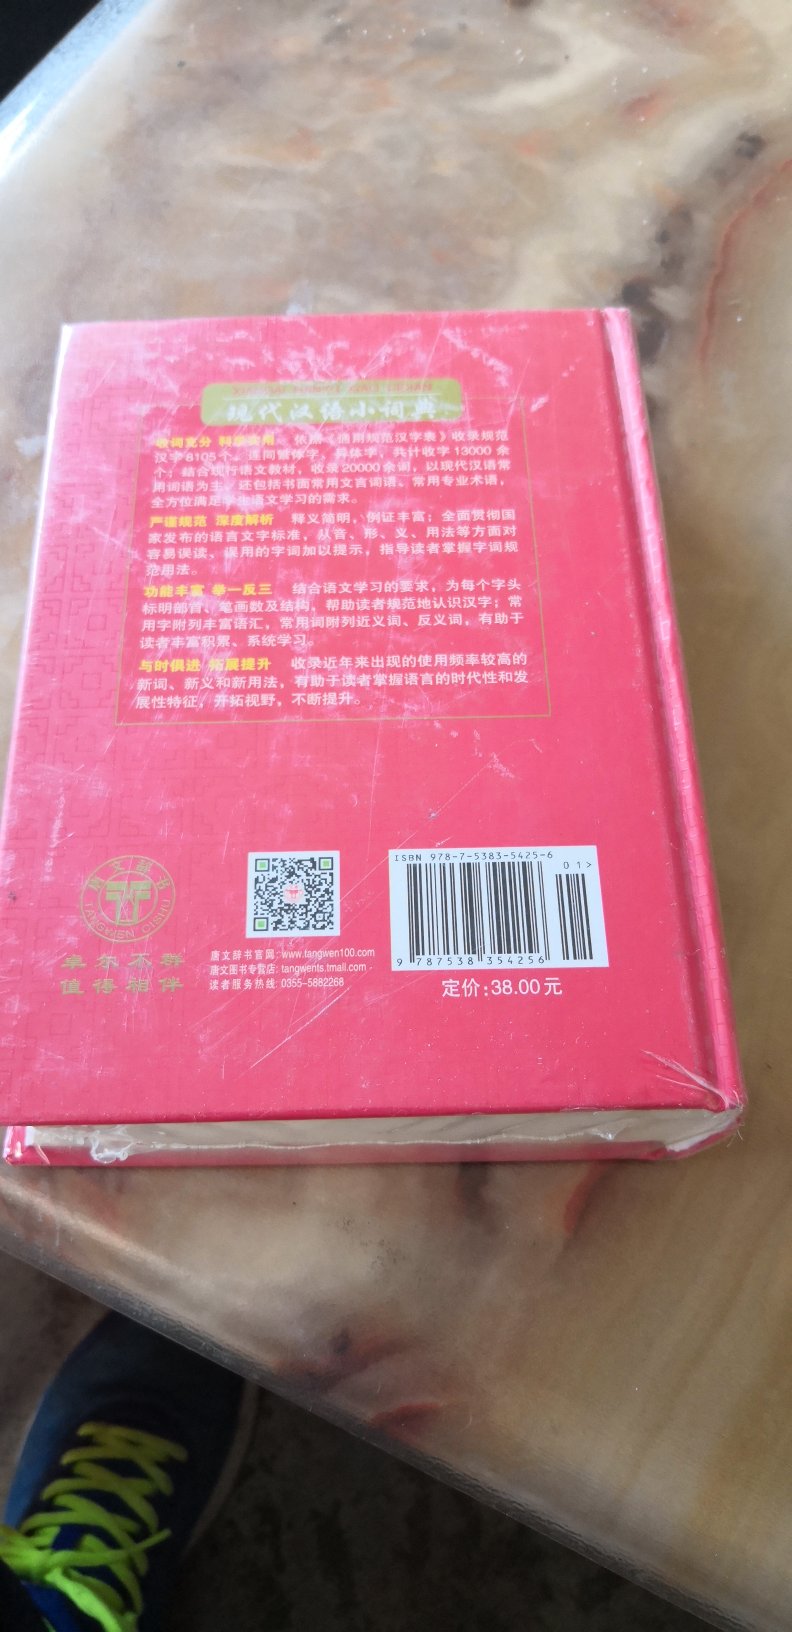 现代汉语小词典
收词充分 科学实用 依照《通用规范汉字表》收录规范
汉字8105个，连同繁体字、异体字，共计收字13000余
个；结合现行语文教材，收录20000余词，以现代汉语常
用词语为主，还包括书面常用文言词语、常用专业术语，
全方位满足学生语文学习的需求。
严谨规范 深度解析 释义简明，例证丰富；全面贯彻国
家发布的语言文字标准，从音、形、义、用法等方面对
容易误读、误用的字词加以提示，指导读者掌握字词规
范用法。
功能丰富 举一反三 结合语文学习的要求，为每个字头
标明部首、笔画数及结构，帮助读者规范地认识汉字；常
用字附列丰富语汇，常用词附列近义词、反义词，有助于
读者丰富积累、系统学习。
与时俱进 拓展提升 收录近年来出现的使用频率较高的
新词、新义和新用法，有助于读者掌握语言的时代性和发
展性特征，开拓视野，不断提升。
唐文辞书
TANGWEN CISHU
卓尔不群
值得相伴
唐文辞书官网: www.tangwen100.com
唐文图书专营店: tangwents.tmall.com
读者服务热线: 0355-5882268
ISBN 978-7-5383-5425-6
01>
9 787538 354256
定价:38.00元